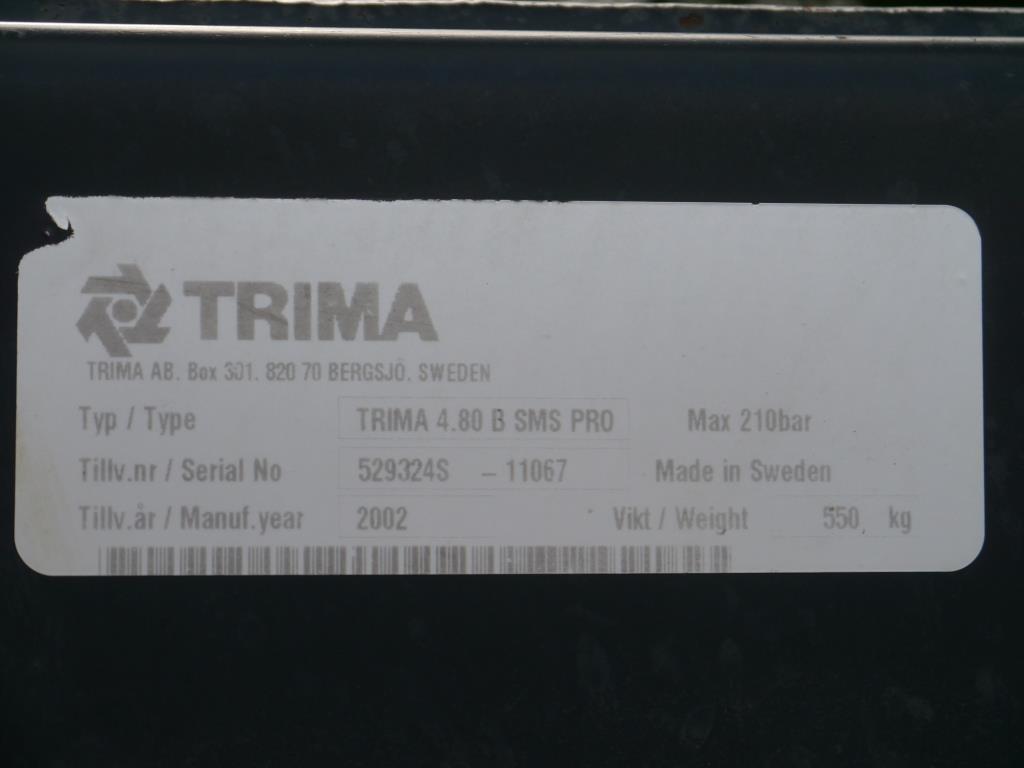 TRIMA
TRIMA AB. Box 301. 820 70 BERGSJÖ. SWEDEN
Typ / Type TRIMA 4.80 B SMS PRO Max 210bar
Tillv.nr / Serial No 529324S - 11067 Made in Sweden
Tillv.år / Manuf.year 2002 Vikt / Weight 550 kg